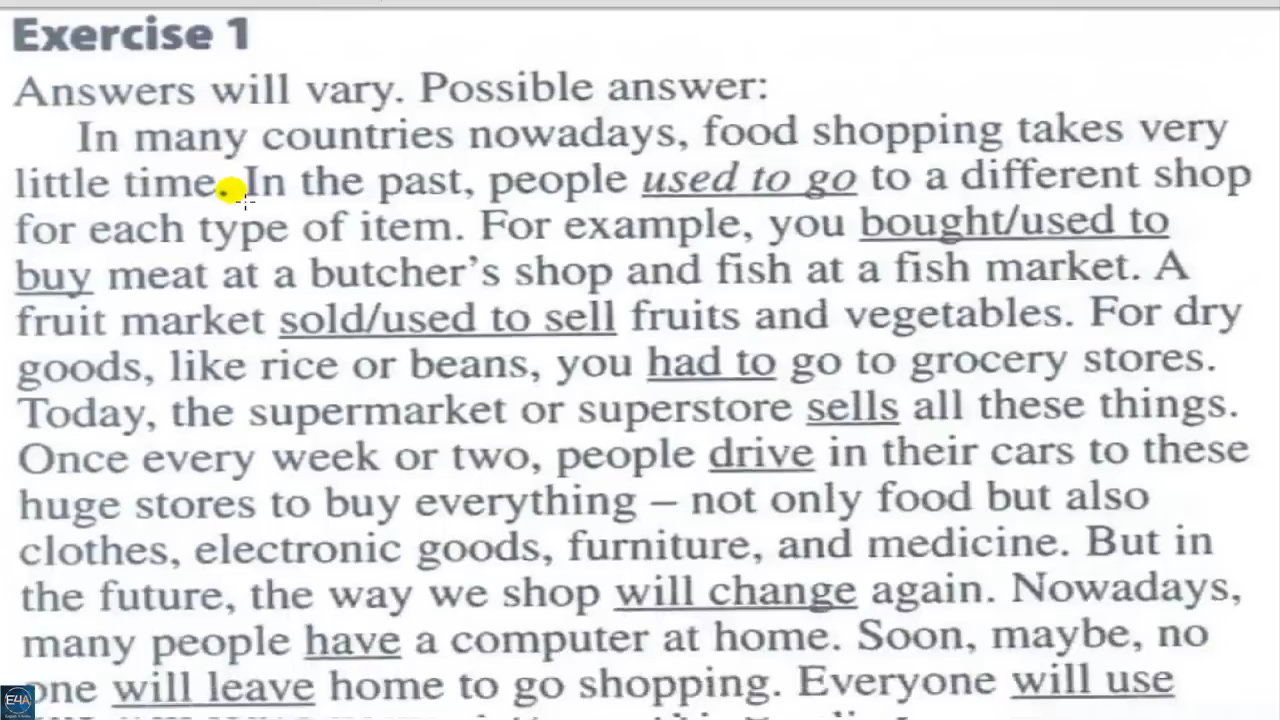 Exercise 1
Answers will vary. Possible answer:
In many countries nowadays, food shopping takes very
little time. In the past, people used to go to a different shop
for each type of item. For example, you bought/used to
buy meat at a butcher's shop and fish at a fish market. A
fruit market sold/used to sell fruits and vegetables. For dry
goods, like rice or beans, you had to go to grocery stores.
Today, the supermarket or superstore sells all these things.
Once every week or two, people drive in their cars to these
huge stores to buy everything – not only food but also
clothes, electronic goods, furniture, and medicine. But in
the future, the way we shop will change again. Nowadays,
many people have a computer at home. Soon, maybe, no
one will leave home to go shopping. Everyone will use
E4A